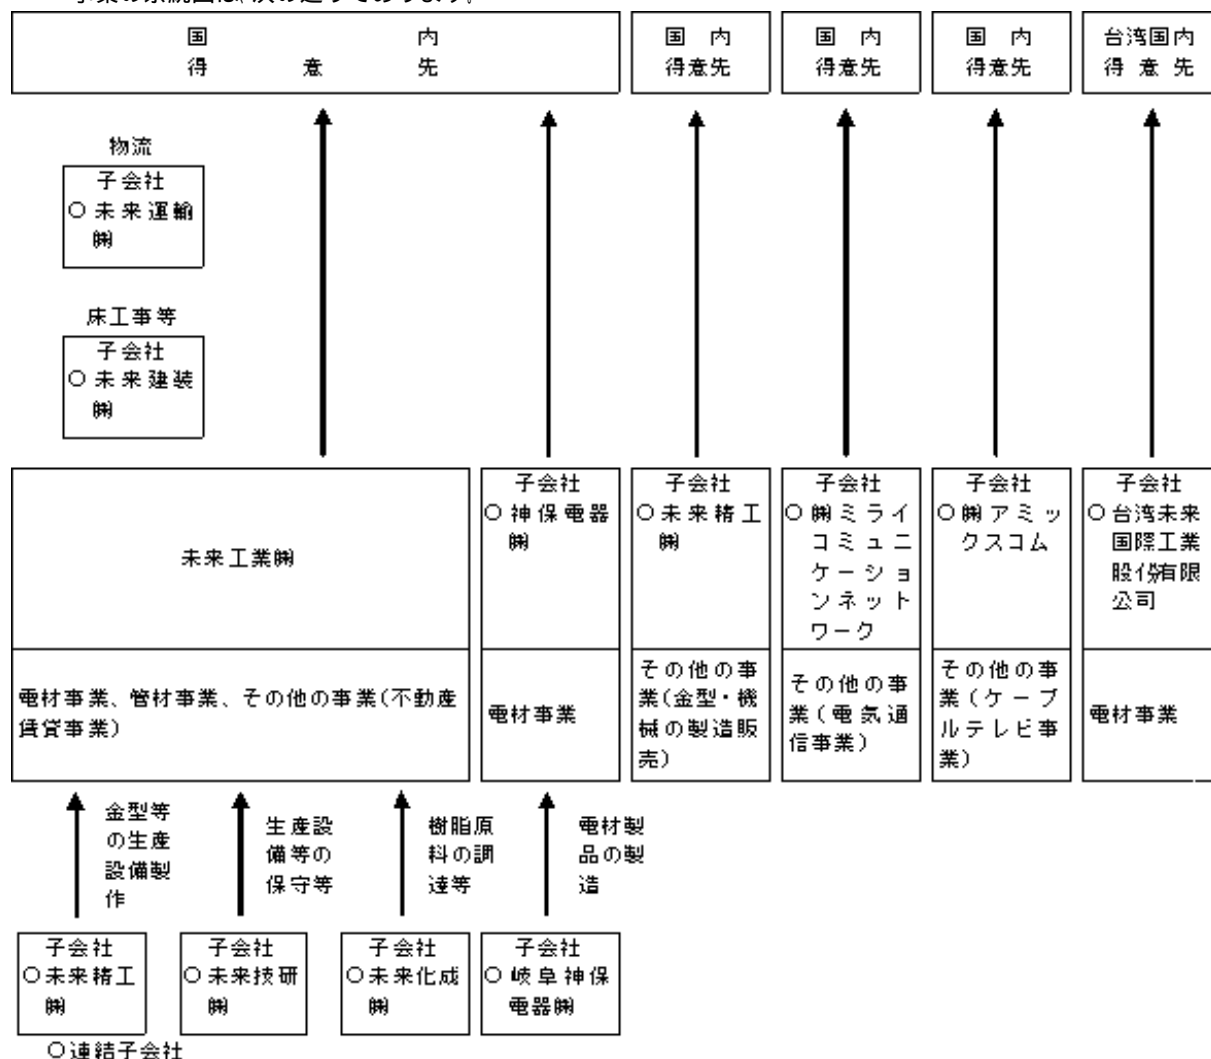 事業の系統図は、次の通りであります。
国内
得意先
国内
得意先
国内
得意先
国内
得意先
台湾国内
得意先
物流
子会社
○未来運輸
㈱
床工事等
子会社
○未来建装
㈱
未来工業㈱
電材事業、管材事業、その他の事業(不動産
賃貸事業)
子会社
○神保電器
㈱
電材事業
子会社
○未来精工
㈱
その他の事
業(金型・機
械の製造販
売)
子会社
○㈱ミライ
コミュニ
ケーショ
ンネット
ワーク
その他の事
業(電気通
信事業)
子会社
○㈱アミッ
クスコム
その他の事
業(ケーブ
ルテレビ事
業)
子会社
○台湾未来
国際工業
股份有限
公司
電材事業
金型等
の生産
設備製
作
生産設
備等の
保守等
樹脂原
料の調
達等
電材製
品の製
造
子会社
○未来精工
㈱
子会社
○未来技研
㈱
子会社
○未来化成
㈱
子会社
○岐阜神保
電器㈱
○連結子会社